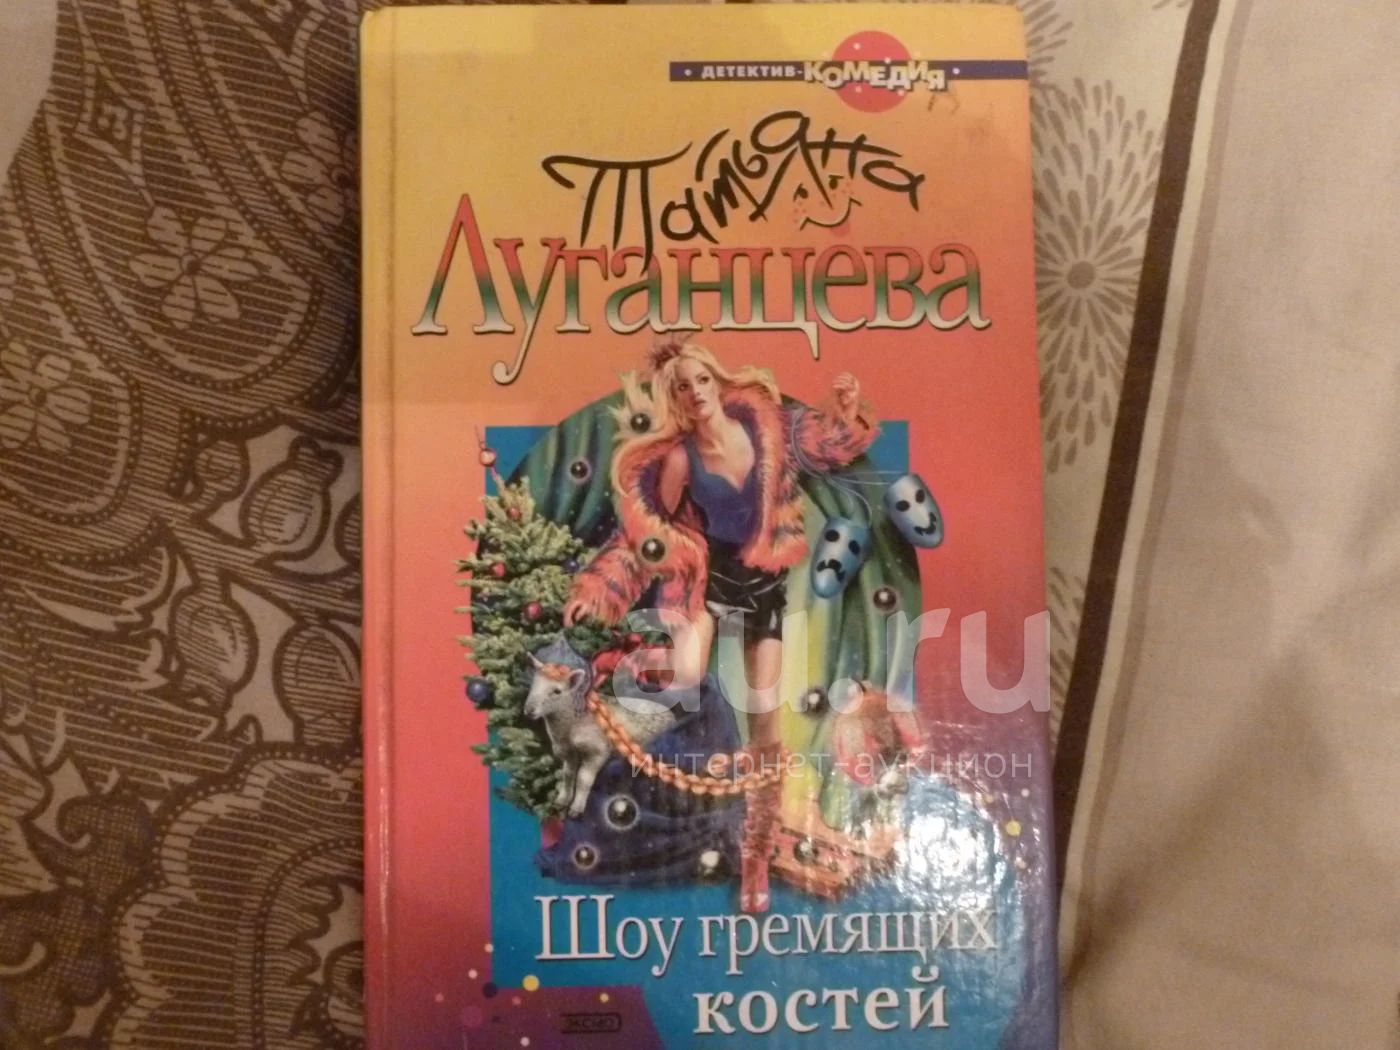 ДЕТЕКТИВ-КОМЕДИЯ
Татьяна
Луганцева
au.ru
интернет-аукцион
Шоу гремящих
костей
ЭКСМО